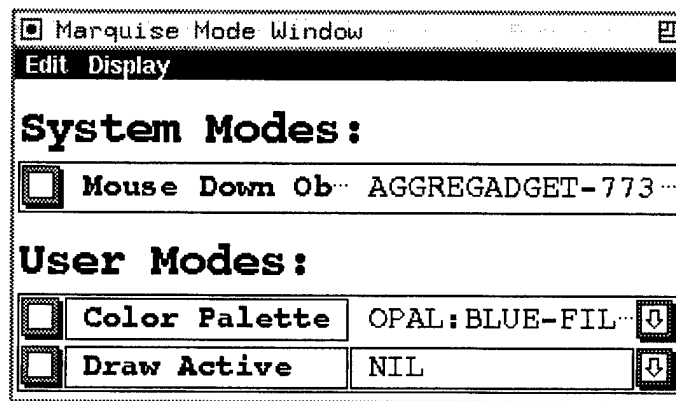 Marquise Mode Window
Edit Display
System Modes:
Mouse Down Ob… AGGREGADGET-773…
User Modes:
Color Palette OPAL:BLUE-FIL…
Draw Active NIL